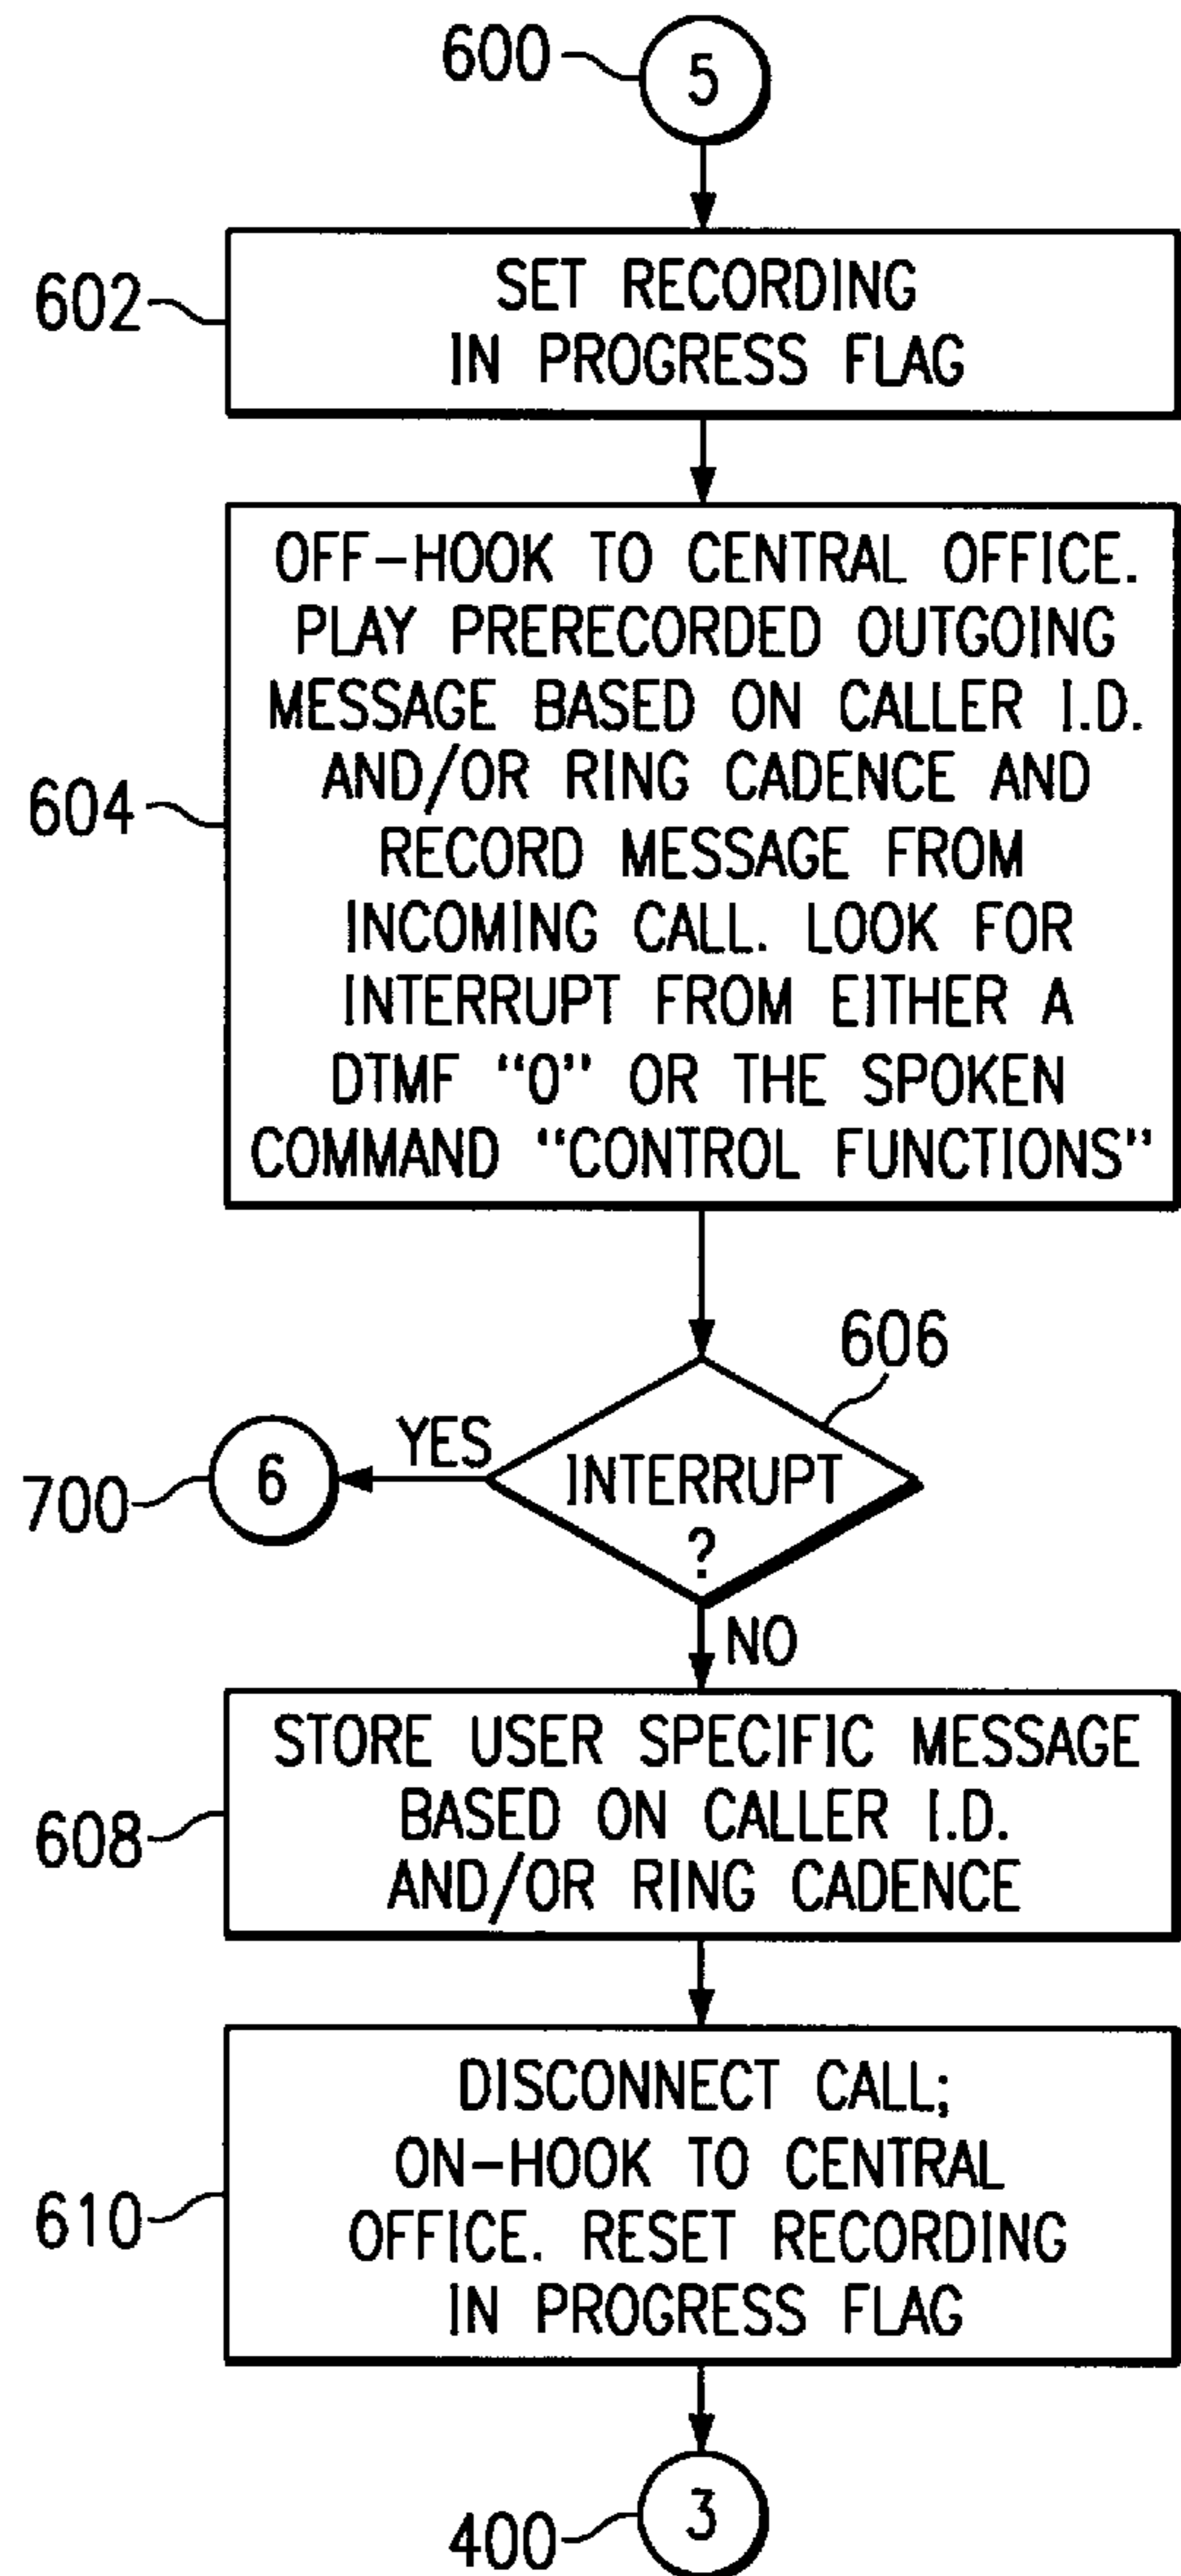 600
5
602
SET RECORDING
IN PROGRESS FLAG
604
OFF-HOOK TO CENTRAL OFFICE.
PLAY PRERECORDED OUTGOING
MESSAGE BASED ON CALLER I.D.
AND/OR RING CADENCE AND
RECORD MESSAGE FROM
INCOMING CALL. LOOK FOR
INTERRUPT FROM EITHER A
DTMF "0" OR THE SPOKEN
COMMAND "CONTROL FUNCTIONS"
606
700
6
YES
INTERRUPT
?
NO
608
STORE USER SPECIFIC MESSAGE
BASED ON CALLER I.D.
AND/OR RING CADENCE
610
DISCONNECT CALL;
ON-HOOK TO CENTRAL
OFFICE. RESET RECORDING
IN PROGRESS FLAG
400
3